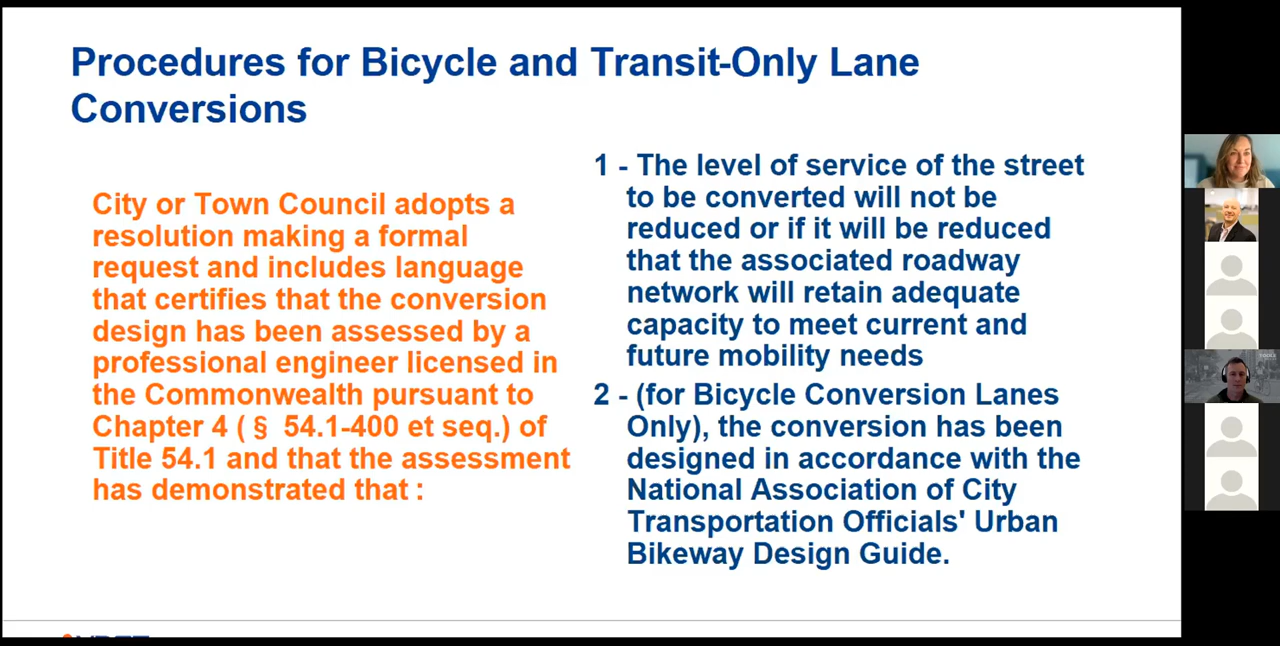 Procedures for Bicycle and Transit-Only Lane
Conversions
City or Town Council adopts a
resolution making a formal
request and includes language
that certifies that the conversion
design has been assessed by a
professional engineer licensed in
the Commonwealth pursuant to
Chapter 4 ( § 54.1-400 et seq.) of
Title 54.1 and that the assessment
has demonstrated that :
1 - The level of service of the street
to be converted will not be
reduced or if it will be reduced
that the associated roadway
network will retain adequate
capacity to meet current and
future mobility needs
2 - (for Bicycle Conversion Lanes
Only), the conversion has been
designed in accordance with the
National Association of City
Transportation Officials' Urban
Bikeway Design Guide.